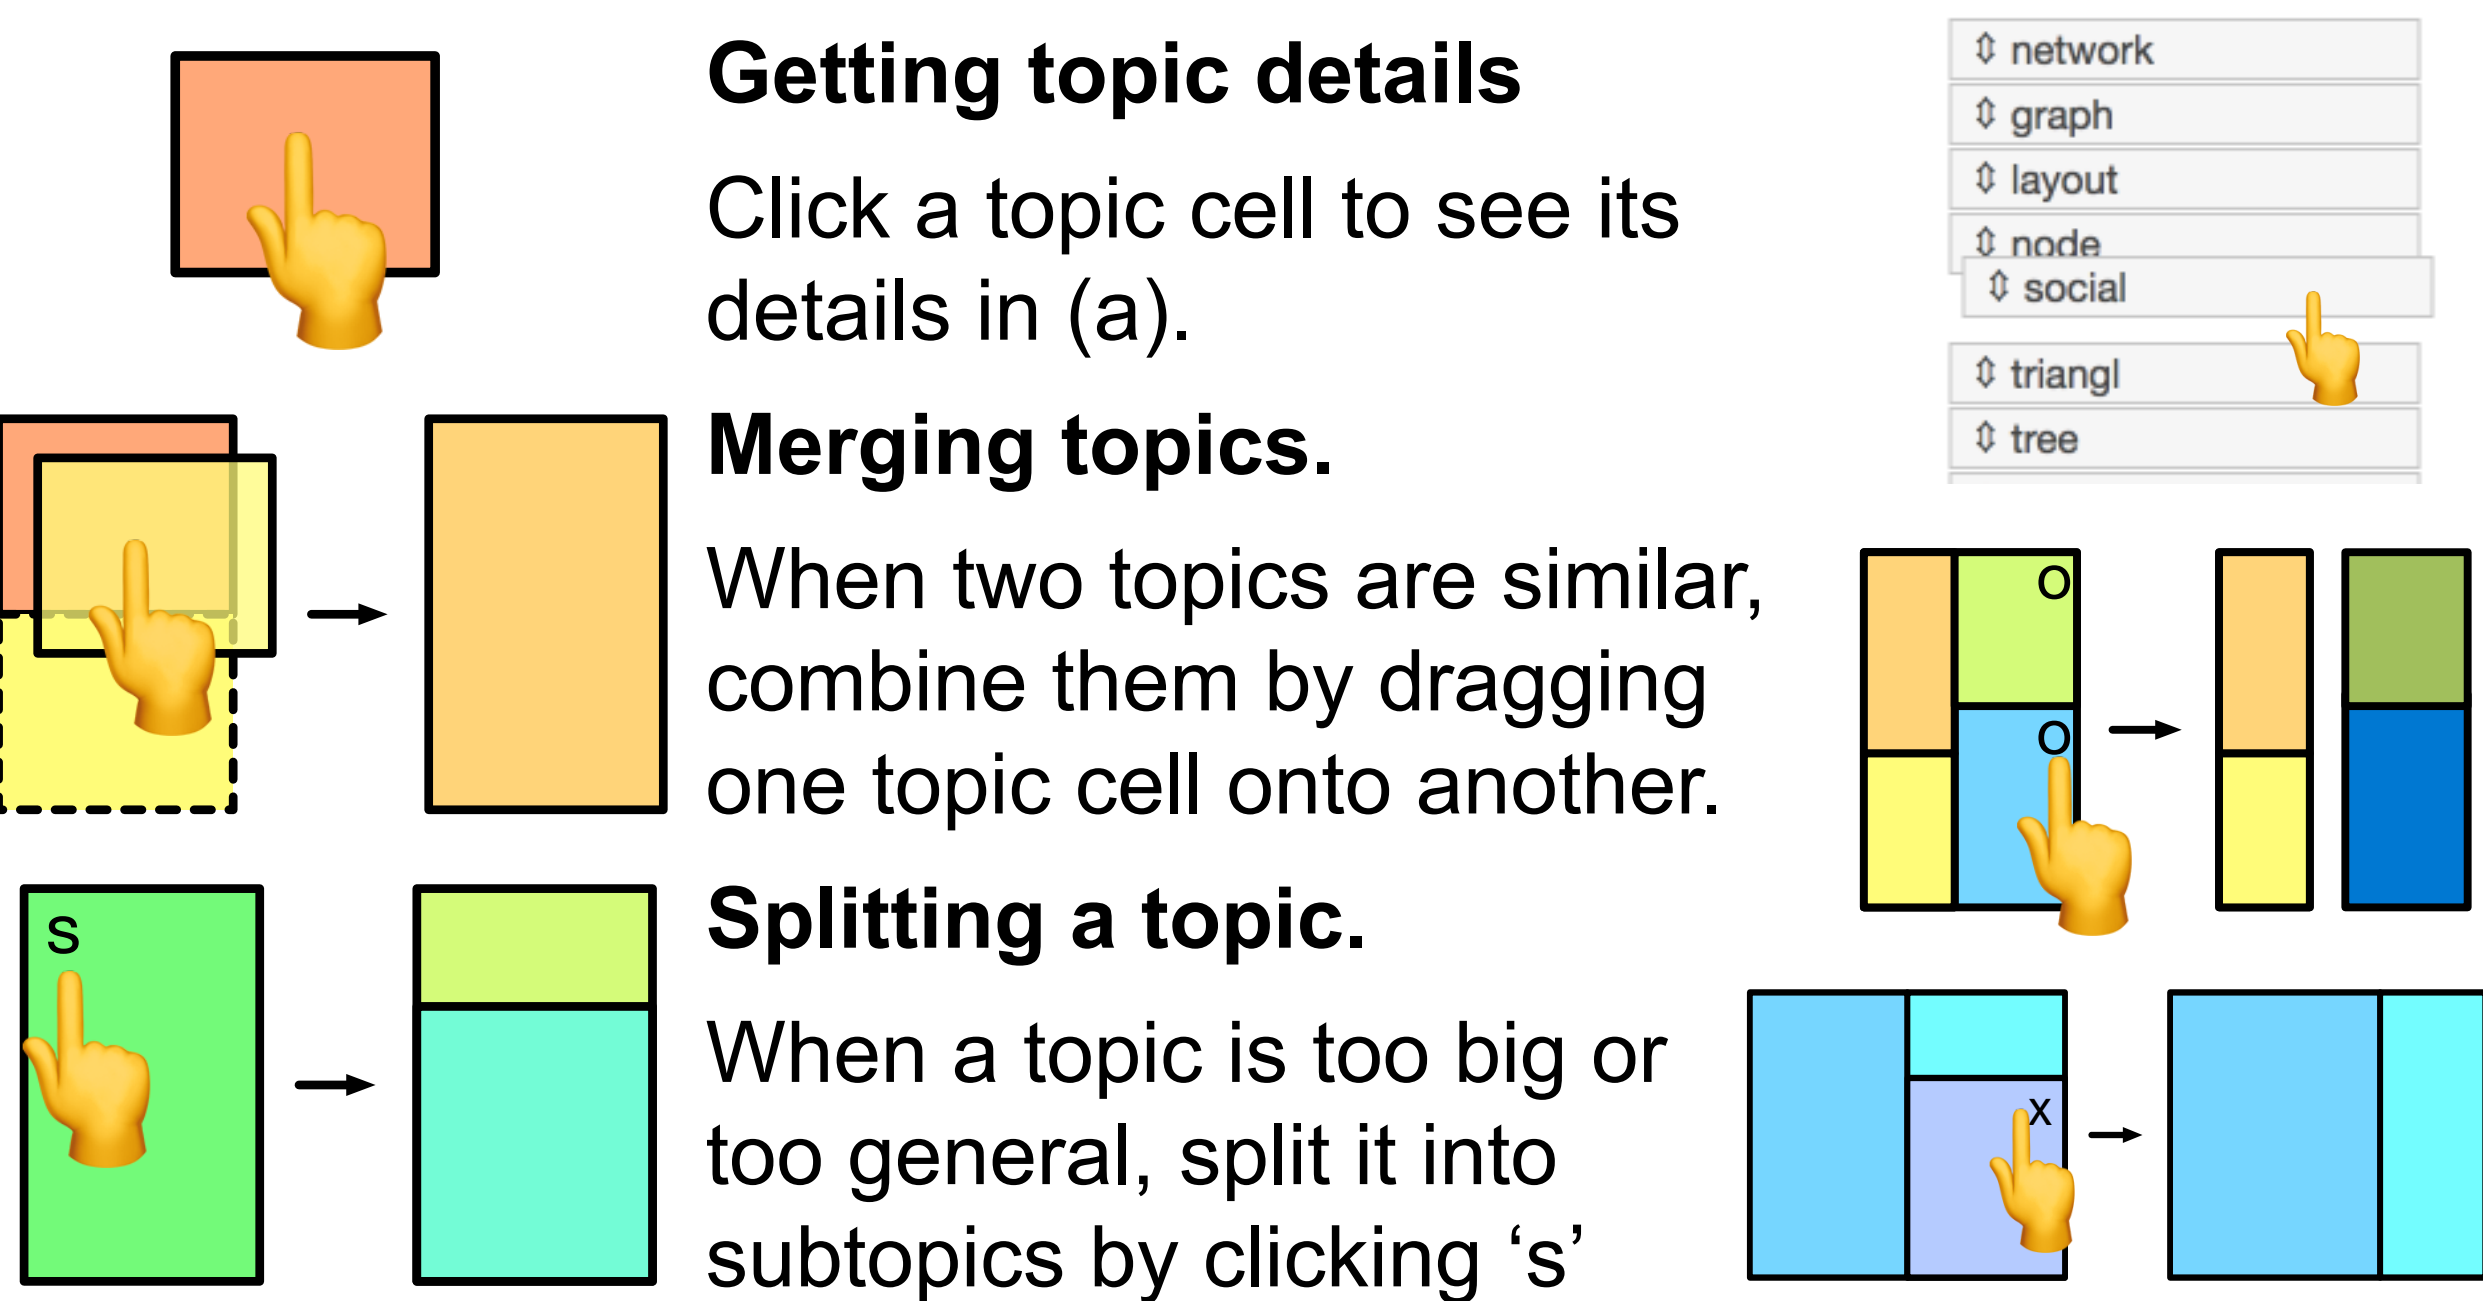 Getting topic details
Click a topic cell to see its
details in (a).
Merging topics.
When two topics are similar,
combine them by dragging
one topic cell onto another.
s
Splitting a topic.
When a topic is too big or
too general, split it into
subtopics by clicking ‘s’
⇕ network
⇕ graph
⇕ layout
⇕ node
⇕ social
⇕ triangl
⇕ tree
o
o
x